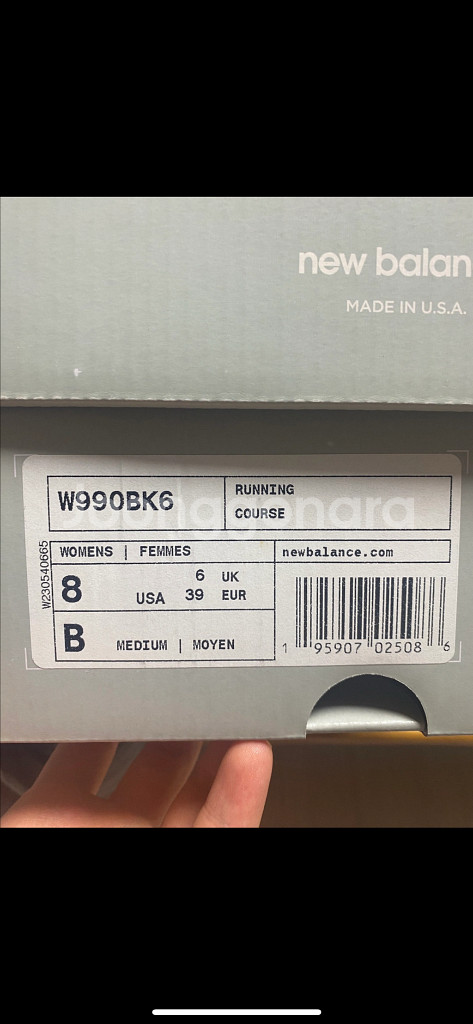 new balan
MADE IN U.S.A.
W990BK6
RUNNING
COURSE
Joonggonara
WOMENS | FEMMES
newbalance.com
W230540665
8
USA
6 UK
39 EUR
B
MEDIUM | MOYEN
1 95907 02508 6